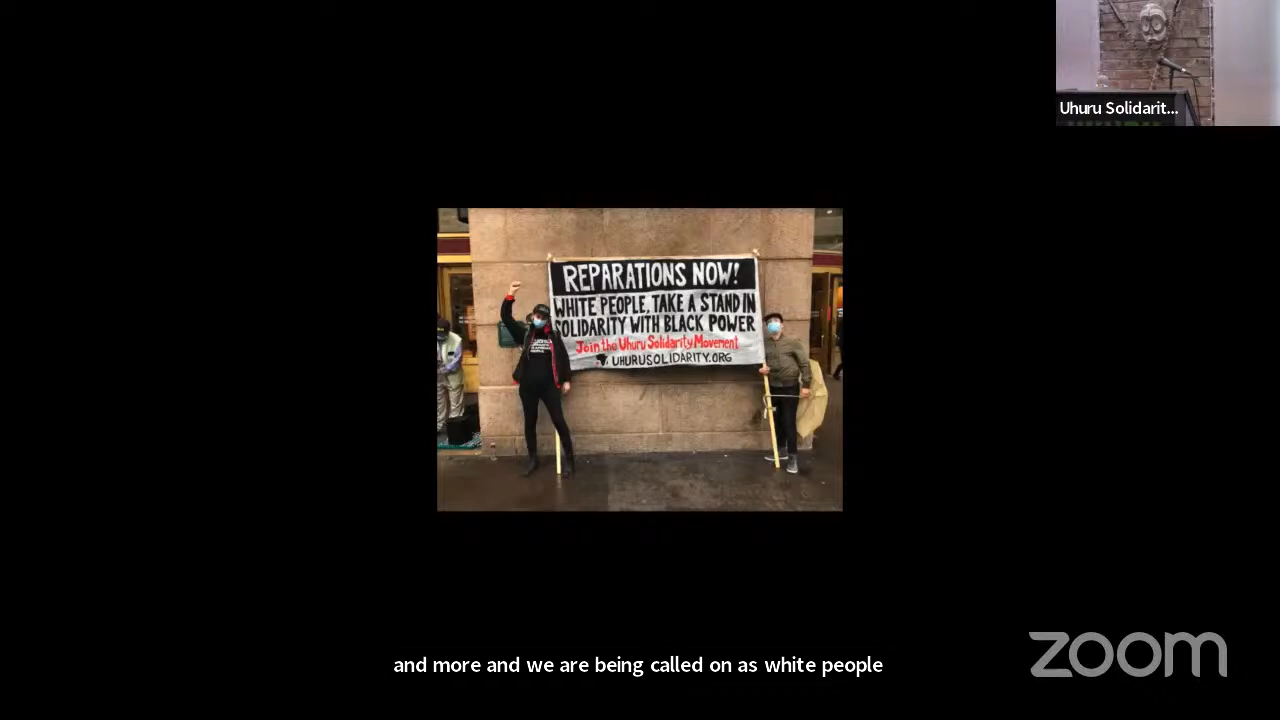 Uhuru Solidarit...
REPARATIONS NOW!
WHITE PEOPLE, TAKE A STAND IN
SOLIDARITY WITH BLACK POWER
Join the Uhuru Solidarity Movement
UHURUSOLIDARITY.ORG
and more and we are being called on as white people
zoom